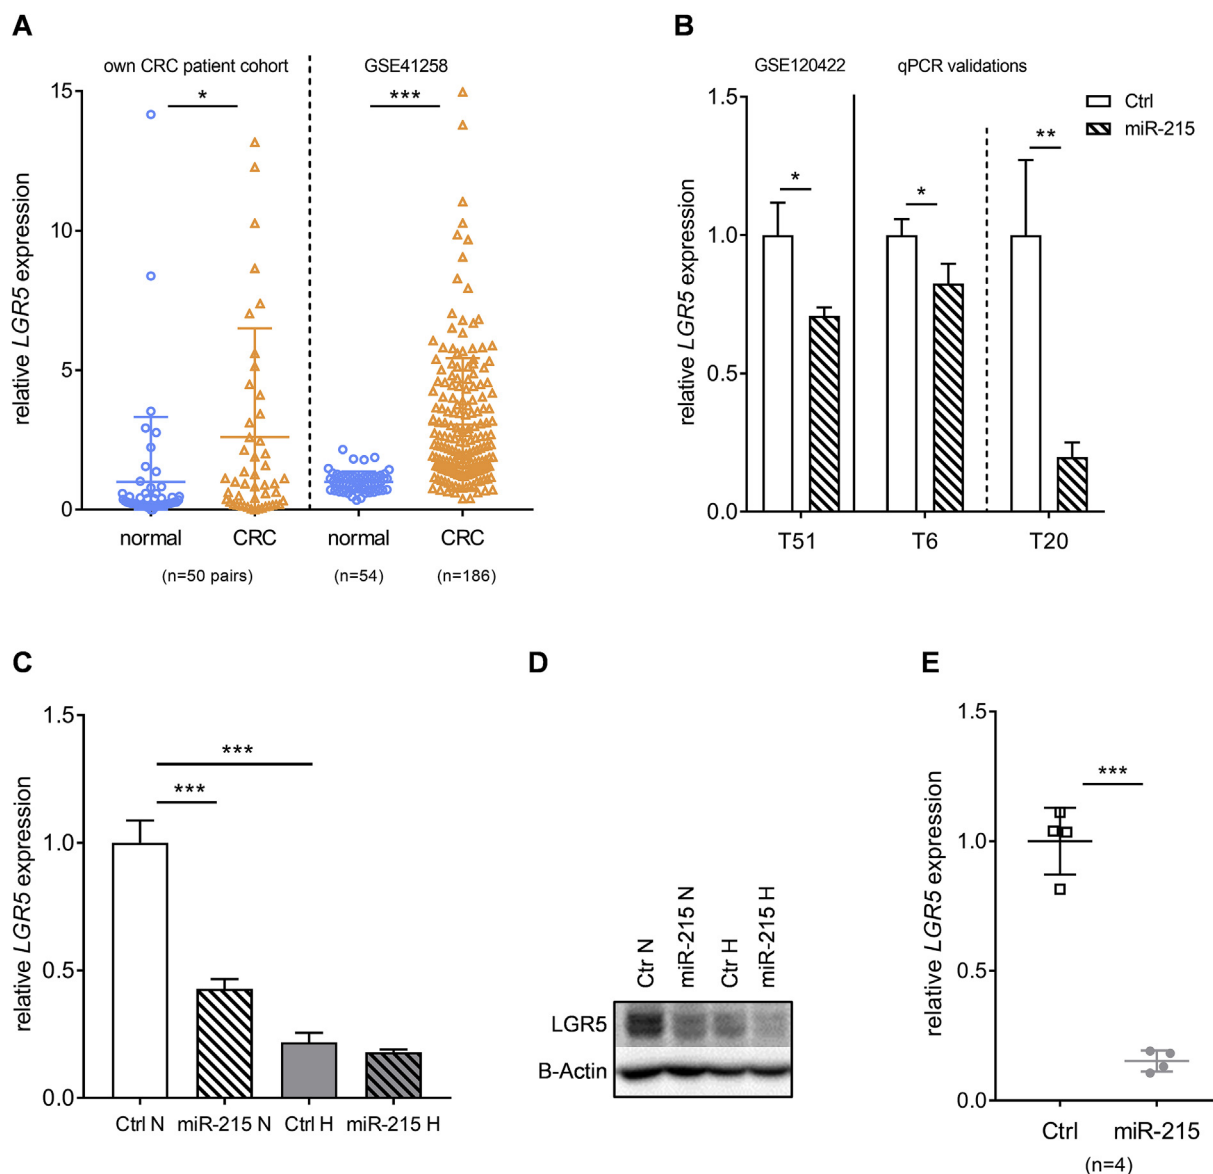 A
own CRC patient cohort
GSE41258
*
***
relative LGR5 expression
15
10
5
0
normal
CRC
normal
CRC
(n=50 pairs)
(n=54)
(n=186)
B
GSE120422
qPCR validations
Ctrl
miR-215
*
*
**
relative LGR5 expression
1.5
1.0
0.5
0.0
T51
T6
T20
C
***
***
relative LGR5 expression
1.5
1.0
0.5
0.0
Ctrl N
miR-215 N
Ctrl H
miR-215 H
D
Ctr N
miR-215 N
Ctr H
miR-215 H
LGR5
B-Actin
E
***
relative LGR5 expression
1.5
1.0
0.5
0.0
Ctrl
miR-215
(n=4)